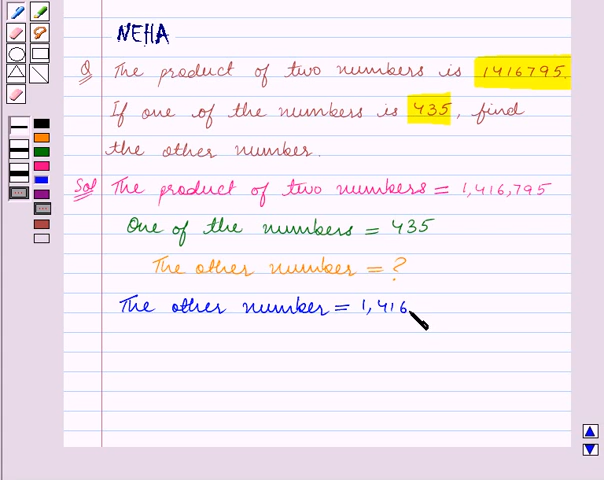 NEHA
Q The product of two numbers is 1416795.
If one of the numbers is 435, find
the other number.
Sol The product of two numbers = 1,416,795
One of the numbers = 435
The other number = ?
The other number = 1,416